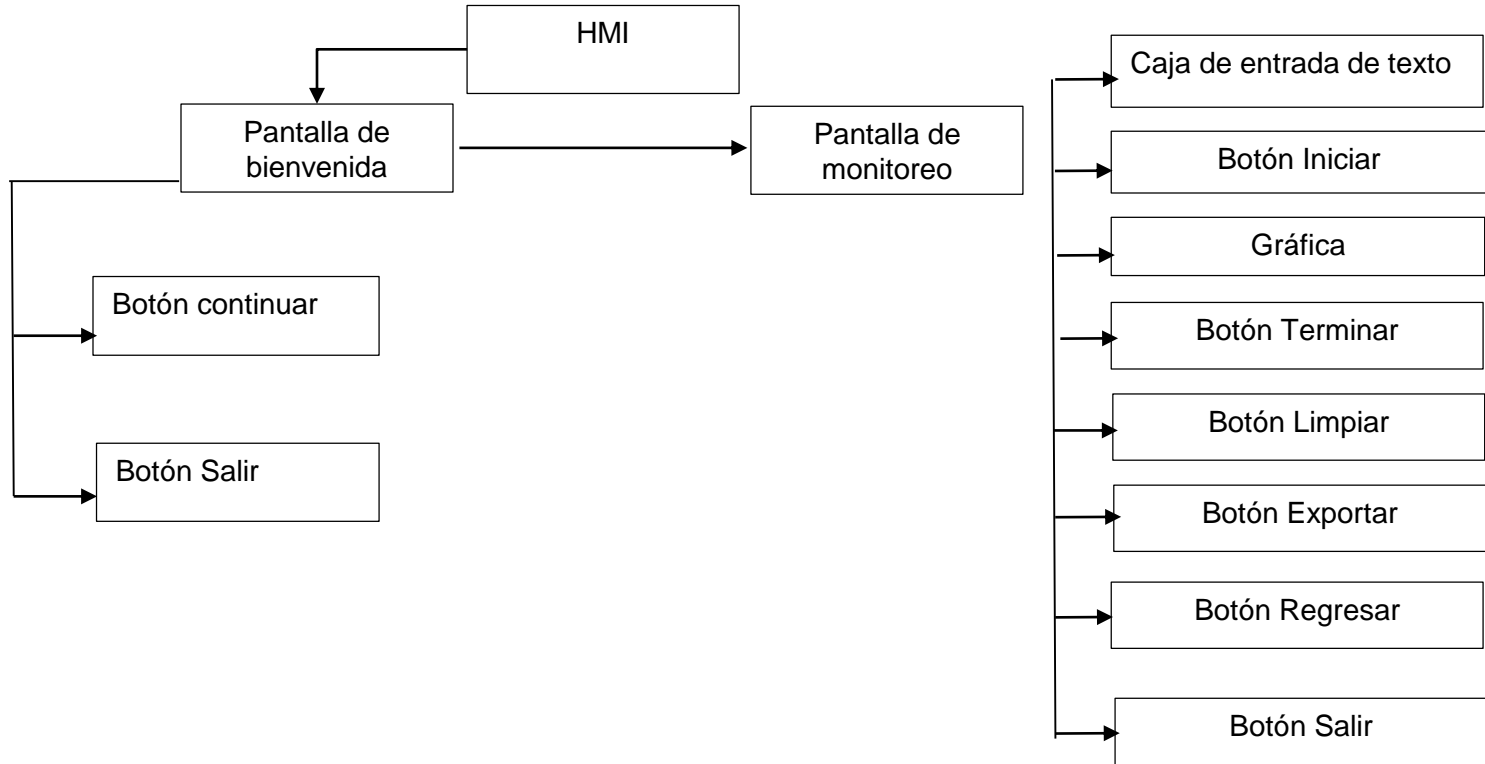 HMI
Pantalla de
bienvenida
Pantalla de
monitoreo
Botón continuar
Botón Salir
Caja de entrada de texto
Botón Iniciar
Gráfica
Botón Terminar
Botón Limpiar
Botón Exportar
Botón Regresar
Botón Salir